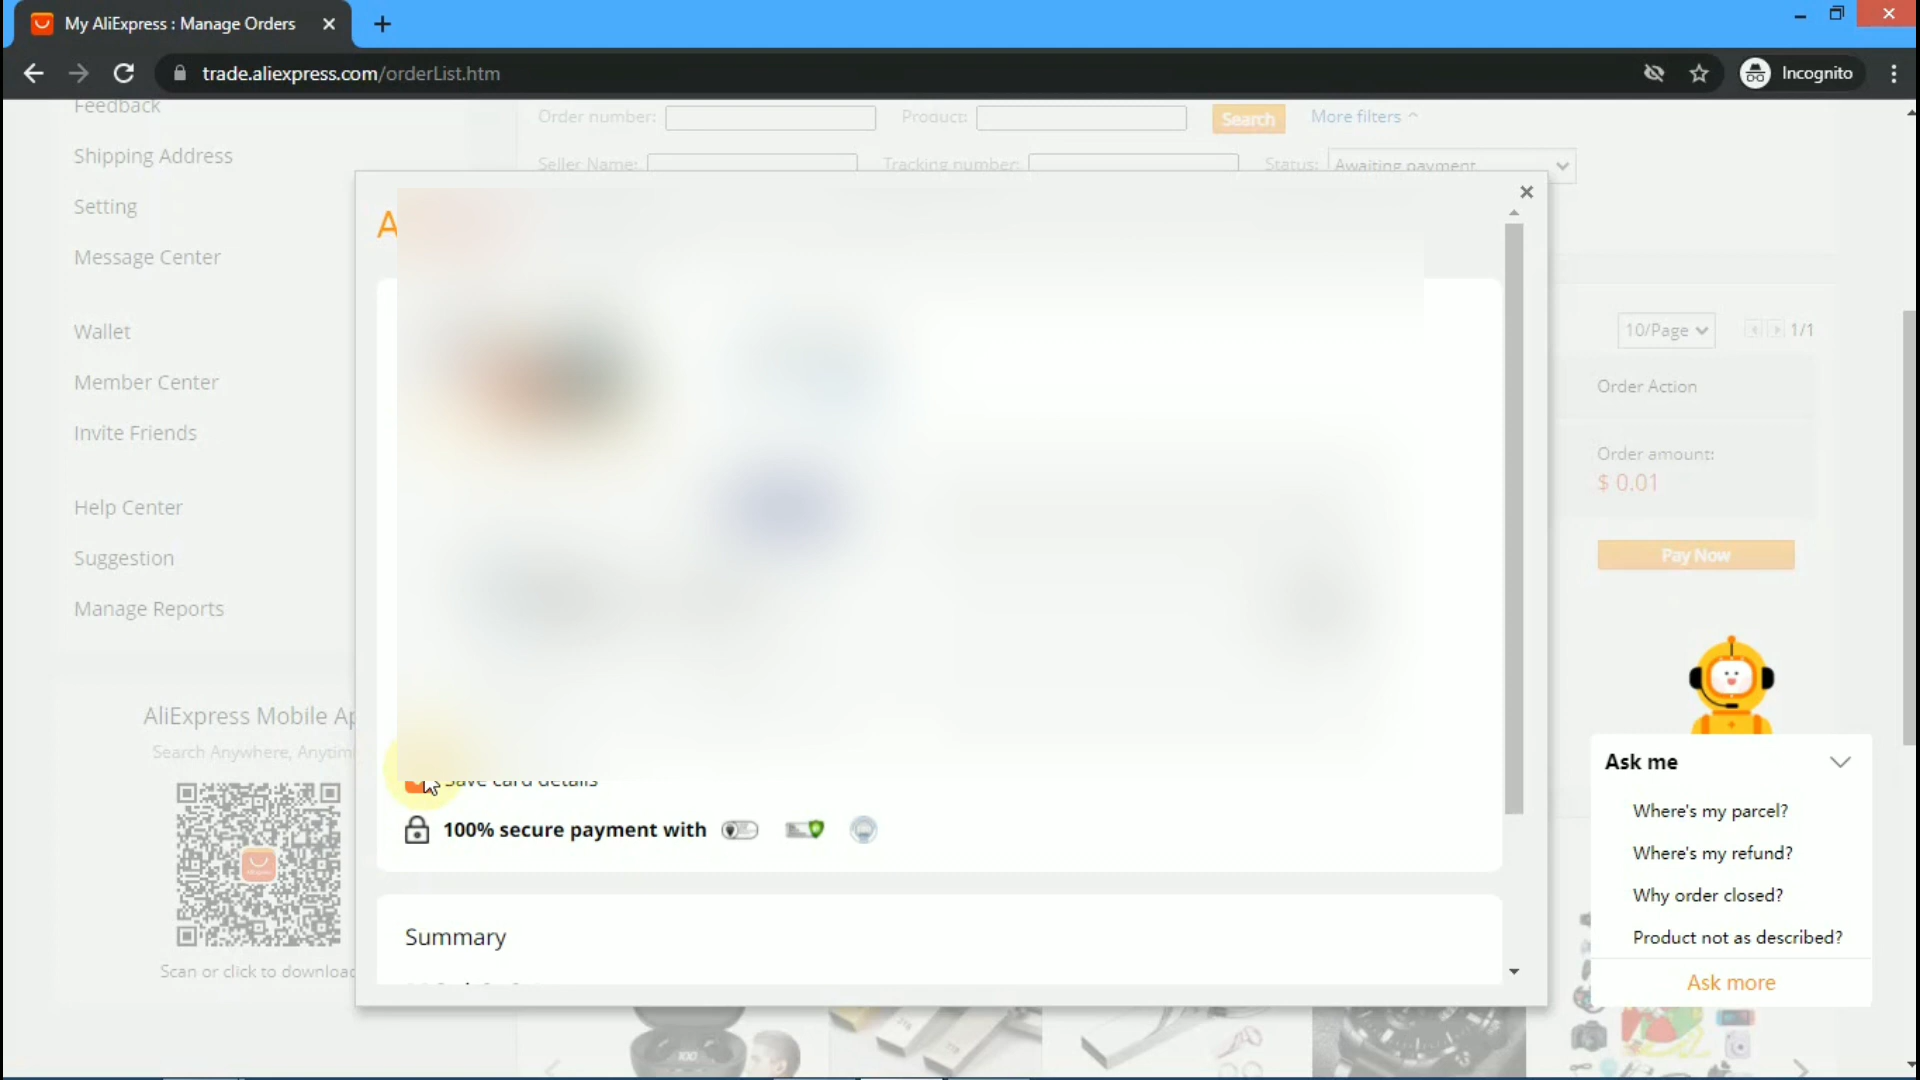 My AliExpress : Manage Orders
trade.aliexpress.com/orderList.htm
Incognito
Feedback
Shipping Address
Setting
Message Center
Wallet
Member Center
Invite Friends
Help Center
Suggestion
Manage Reports
AliExpress Mobile Ap
Search Anywhere, Anytim
Scan or click to download
Order number:
Product:
Search
More filters
Seller Name:
Tracking number:
Status:
Awaiting payment
A
Save card details
100% secure payment with
Summary
10/Page
1/1
Order Action
Order amount:
$ 0.01
Pay Now
Ask me
Where's my parcel?
Where's my refund?
Why order closed?
Product not as described?
Ask more